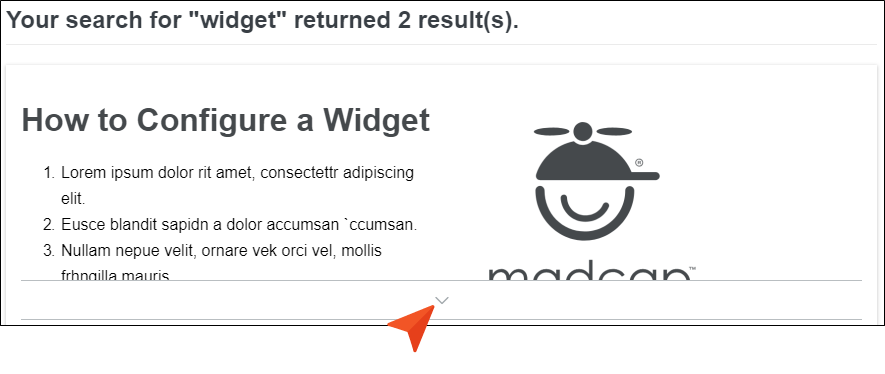 Your search for "widget" returned 2 result(s).
How to Configure a Widget
1. Lorem ipsum dolor rit amet, consectettr adipiscing
elit.
2. Eusce blandit sapidn a dolor accumsan `ccumsan.
3. Nullam nepue velit, ornare vek orci vel, mollis
frhngilla mauris
®
madcap™